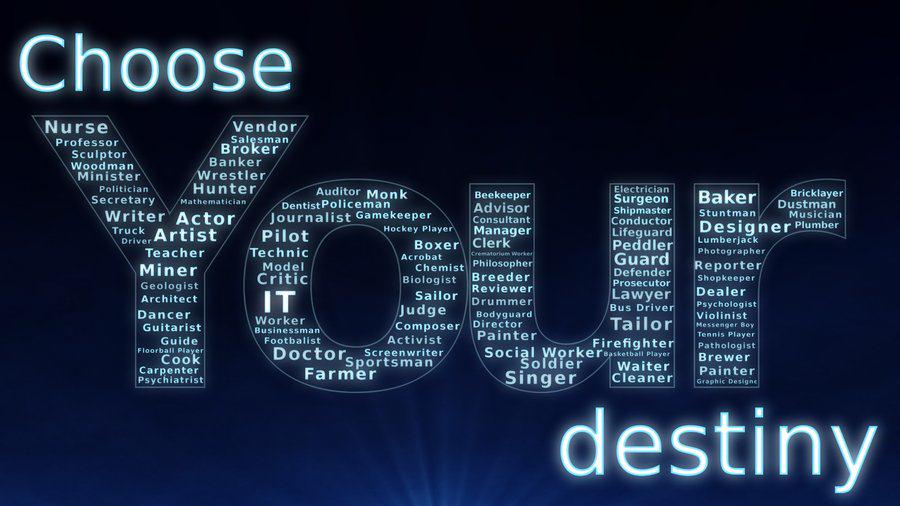 Choose
Your
Nurse
Professor
Sculptor
Woodman
Minister
Politician
Secretary
Writer
Truck
Driver
Vendor
Salesman
Broker
Banker
Wrestler
Hunter
Mathematician
Actor
Artist
Teacher
Miner
Geologist
Architect
Dancer
Guitarist
Guide
Floorball Player
Cook
Carpenter
Psychiatrist
Auditor
Monk
Dentist
Policeman
Journalist
Gamekeeper
Hockey Player
Pilot
Technic
Model
Critic
IT
Worker
Businessman
Footbalist
Doctor
Farmer
Boxer
Acrobat
Chemist
Biologist
Sailor
Judge
Composer
Activist
Screenwriter
Sportsman
Beekeeper
Advisor
Consultant
Manager
Clerk
Crematorium Worker
Philosopher
Breeder
Reviewer
Drummer
Bodyguard
Director
Painter
Social Worker
Soldier
Singer
Electrician
Surgeon
Shipmaster
Conductor
Lifeguard
Peddler
Guard
Defender
Prosecutor
Lawyer
Bus Driver
Tailor
Firefighter
Basketball Player
Waiter
Cleaner
Baker
Stuntman
Designer
Lumberjack
Photographer
Reporter
Shopkeeper
Dealer
Psychologist
Violinist
Messenger Boy
Tennis Player
Pathologist
Brewer
Painter
Graphic Designe
Bricklayer
Dustman
Musician
Plumber
destiny